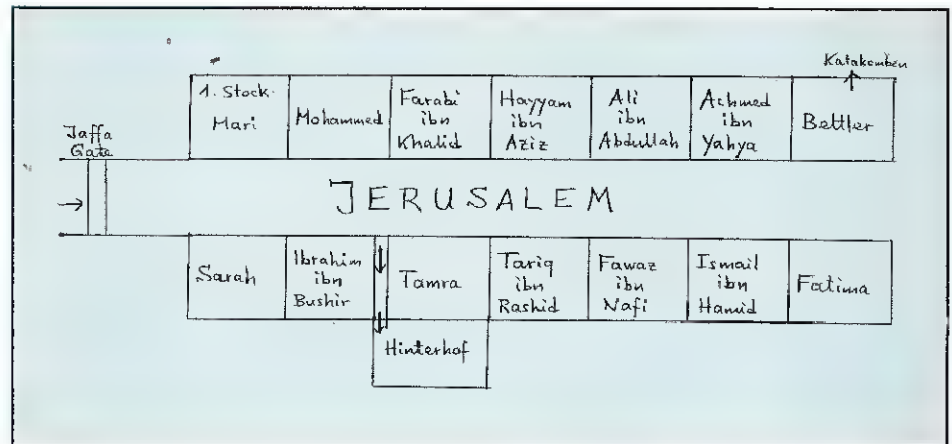 Katakomben
1. Stock.
Mari
Mohammed
Farabi
ibn
Khalid
Hayyam
ibn
Aziz
Ali
ibn
Abdullah
Achmed
ibn
Yahya
Bettler
Jaffa
Gate
JERUSALEM
Sarah
Ibrahim
ibn
Bushir
Tamra
Tariq
ibn
Rashid
Fawaz
ibn
Nafi
Ismail
ibn
Hamid
Fatima
Hinterhof